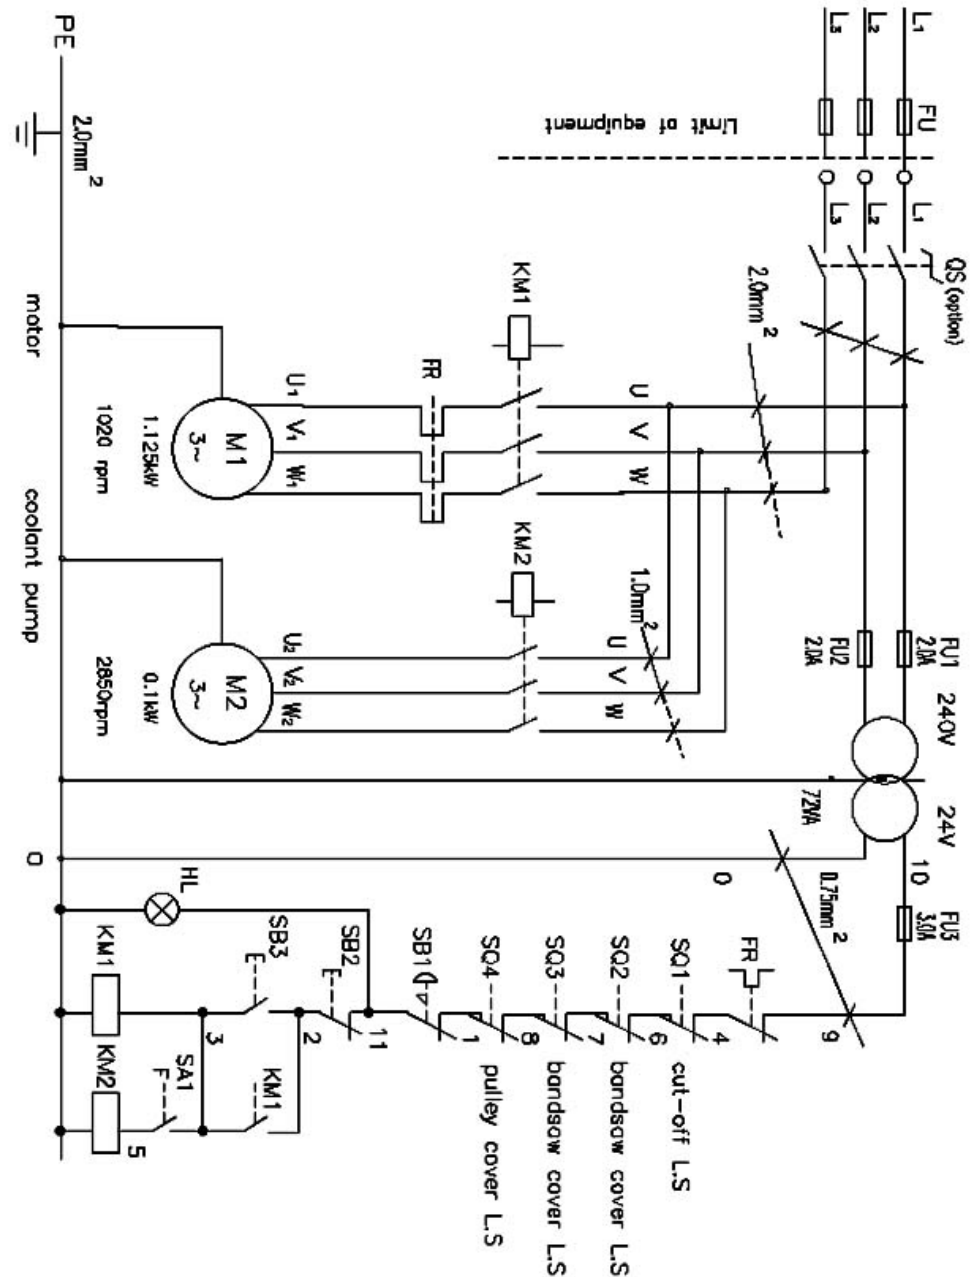 QS (option)
240V
24V
FU
L1
L1
FU1
2.0A
10
FU3
3.0A
L2
L2
FU2
2.0A
L3
L3
72VA
0.75mm²
9
2.0mm²
0
FR
4
Limit of equipment
1.0mm²
SQ1
cut-off L.S
6
U
V
W
U
V
W
SQ2
bandsaw cover L.S
7
KM1
KM2
SQ3
bandsaw cover L.S
8
SQ4
pulley cover L.S
1
FR
SB1
11
SB2
2
U1
V1
W1
U2
V2
W2
SB3
KM1
3
M1
3~
M2
3~
HL
SA1
5
1.125kW
0.1kW
1020 rpm
2850rpm
KM1
KM2
2.0mm²
PE
0
motor
coolant pump